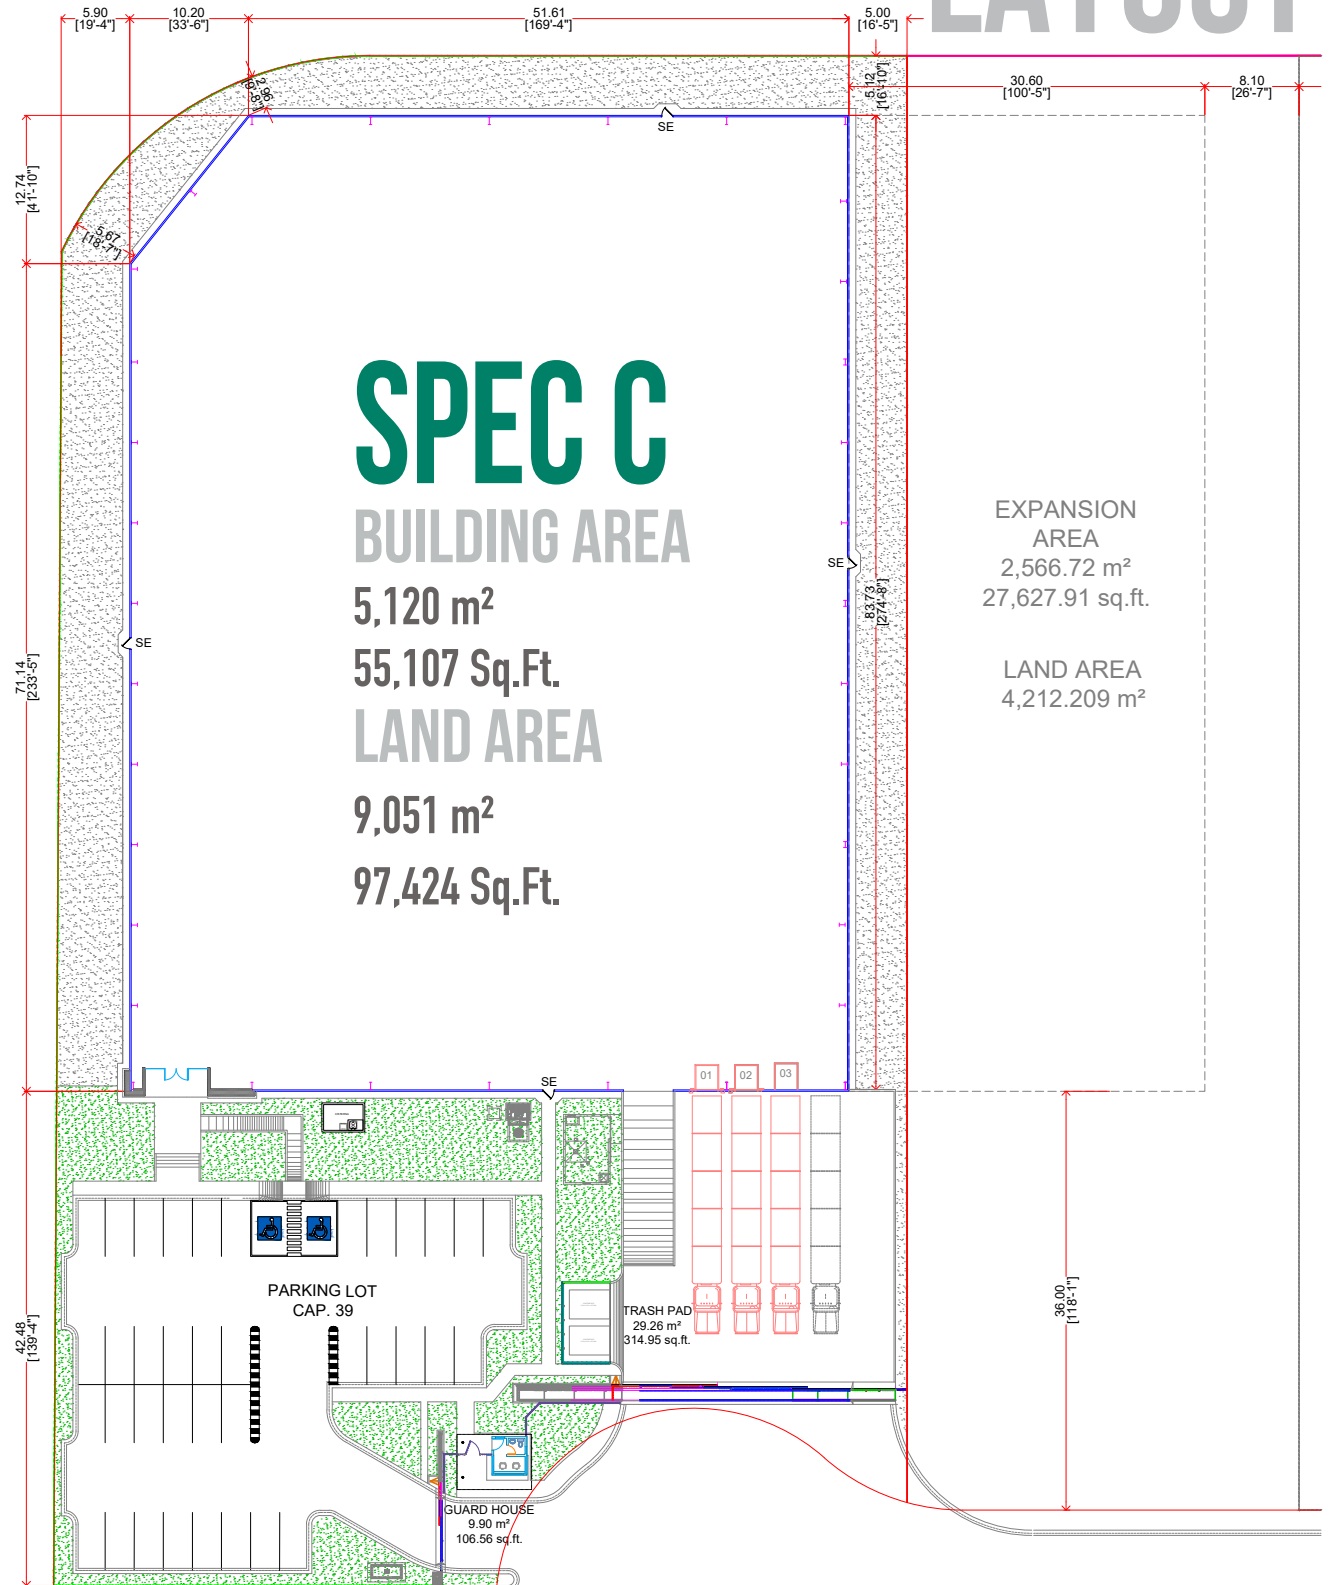 LAYOUT
5.90
[19'-4"]
10.20
[33'-6"]
51.61
[169'-4"]
5.00
[16'-5"]
30.60
[100'-5"]
8.10
[26'-7"]
2.96
[9'-8"]
5.12
[16'-10"]
SE
12.74
[41'-10"]
5.67
[18'-7"]
SPEC C
BUILDING AREA
5,120 m²
55,107 Sq.Ft.
LAND AREA
9,051 m²
97,424 Sq.Ft.
EXPANSION
AREA
2,566.72 m²
27,627.91 sq.ft.
LAND AREA
4,212.209 m²
SE
83.73
[274'-8"]
SE
71.14
[233'-5"]
SE
01
02
03
PARKING LOT
CAP. 39
TRASH PAD
29.26 m²
314.95 sq.ft.
36.00
[118'-1"]
42.48
[139'-4"]
GUARD HOUSE
9.90 m²
106.56 sq.ft.